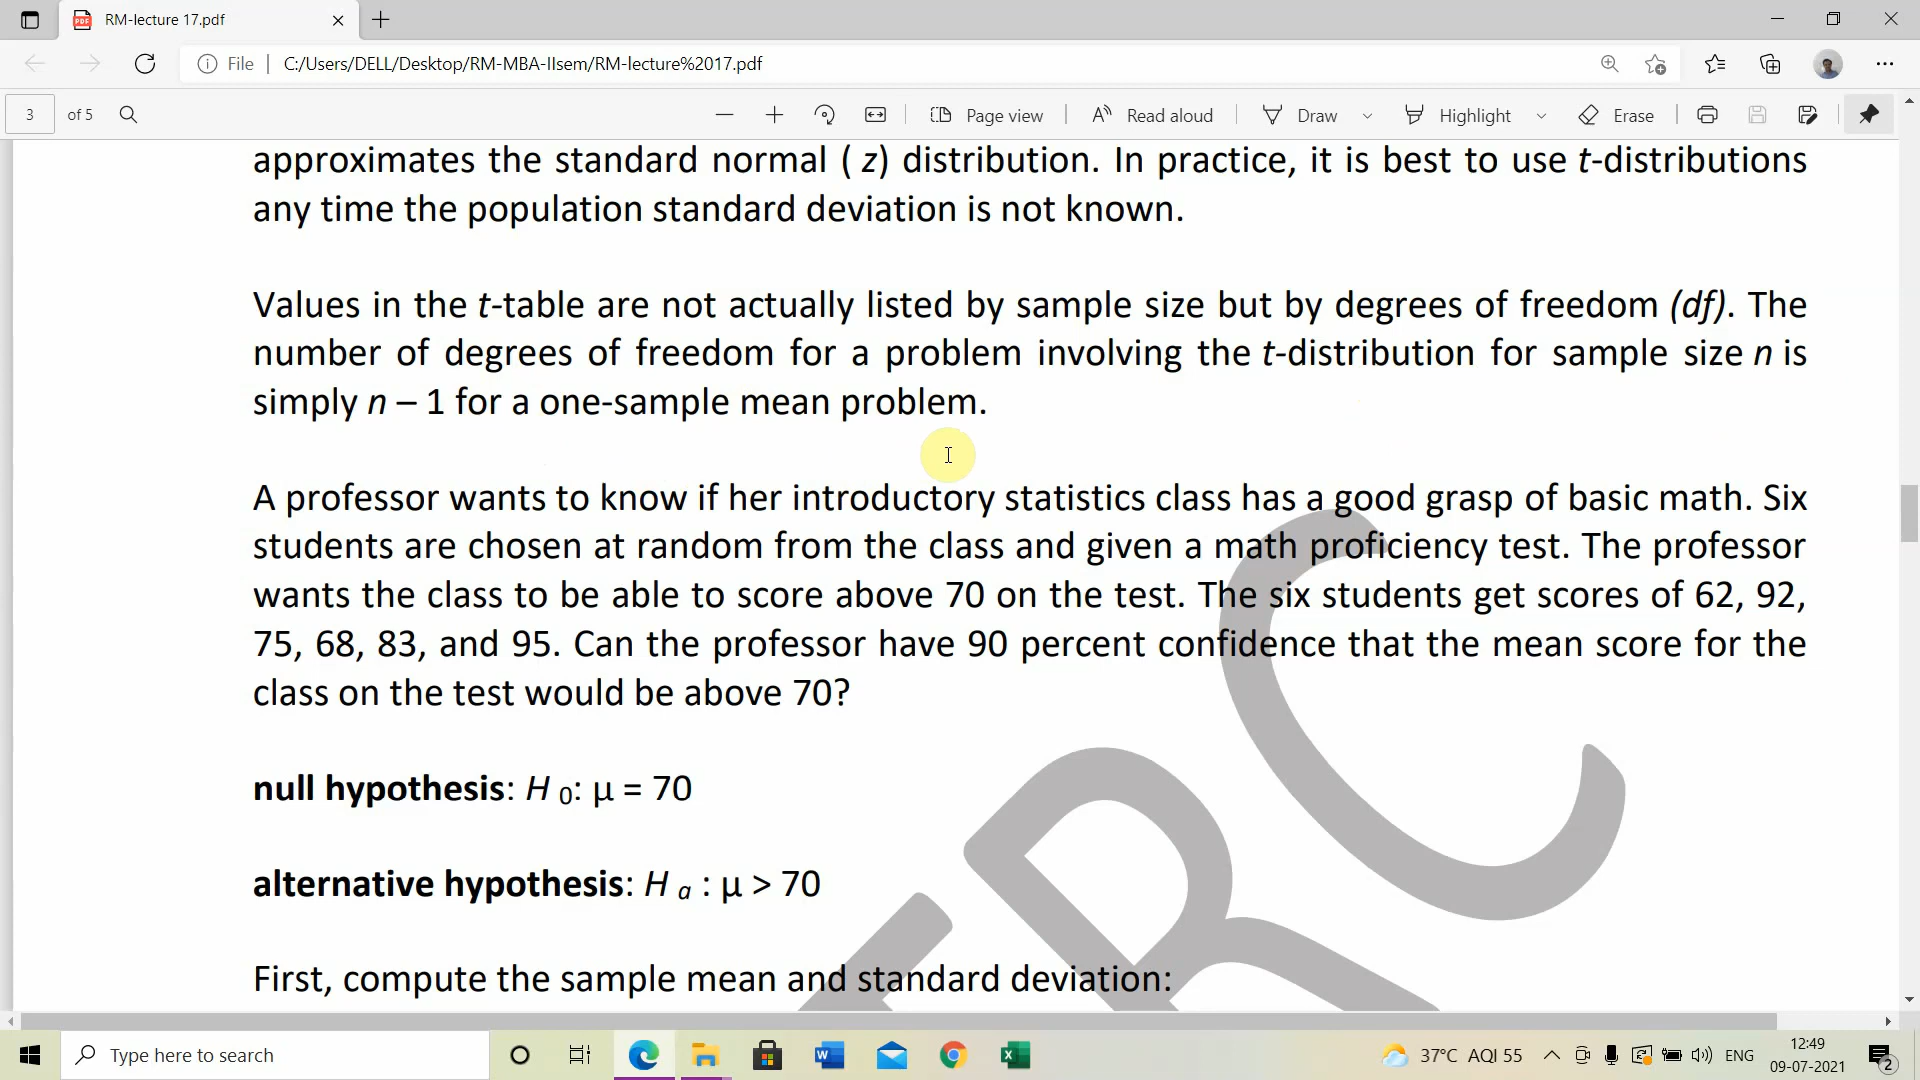 RM-lecture 17.pdf
File | C:/Users/DELL/Desktop/RM-MBA-IIsem/RM-lecture%2017.pdf
3 of 5 Page view Read aloud Draw Highlight Erase
approximates the standard normal ( z) distribution. In practice, it is best to use t-distributions
any time the population standard deviation is not known.
Values in the t-table are not actually listed by sample size but by degrees of freedom (df). The
number of degrees of freedom for a problem involving the t-distribution for sample size n is
simply n – 1 for a one-sample mean problem.
A professor wants to know if her introductory statistics class has a good grasp of basic math. Six
students are chosen at random from the class and given a math proficiency test. The professor
wants the class to be able to score above 70 on the test. The six students get scores of 62, 92,
75, 68, 83, and 95. Can the professor have 90 percent confidence that the mean score for the
class on the test would be above 70?
null hypothesis: H 0: μ = 70
alternative hypothesis: H a : μ > 70
First, compute the sample mean and standard deviation:
Type here to search 37°C AQI 55 ENG 12:49
09-07-2021 2